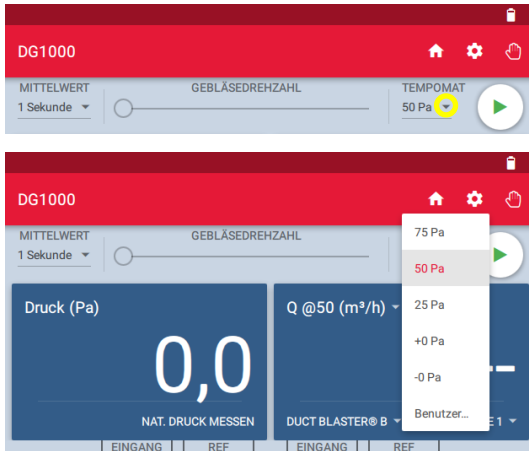 DG1000
MITTELWERT GEBLÄSEDREHZAHL TEMPOMAT
1 Sekunde 50 Pa
DG1000
MITTELWERT GEBLÄSEDREHZAHL
1 Sekunde
75 Pa
50 Pa
25 Pa
+0 Pa
-0 Pa
Benutzer...
Druck (Pa) Q @50 (m³/h)
0,0 --
NAT. DRUCK MESSEN DUCT BLASTER® B E 1
EINGANG REF EINGANG REF